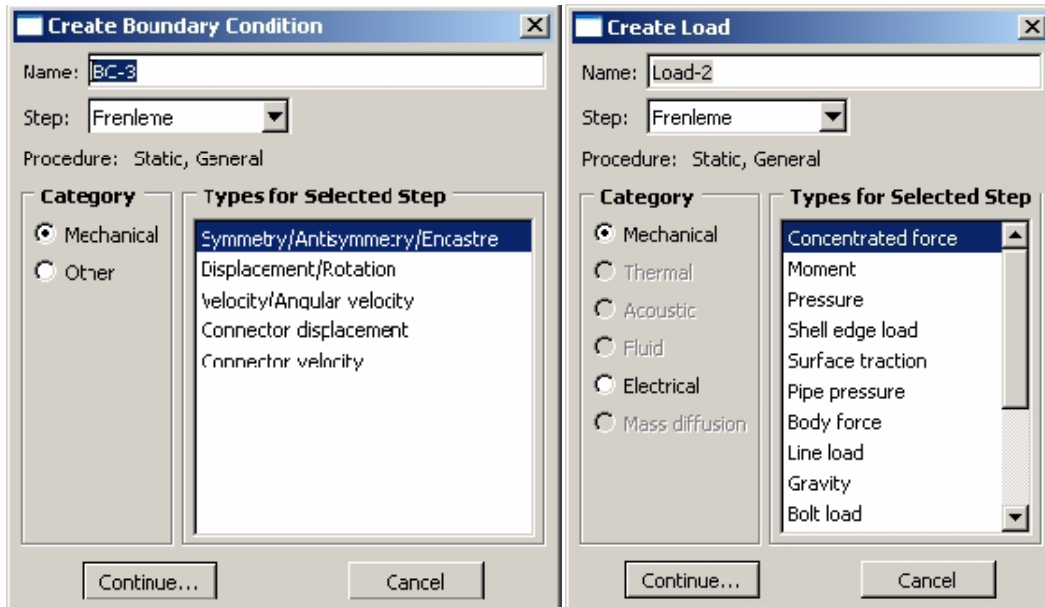 Create Boundary Condition
Name: BC-3
Step: Frenleme
Procedure: Static, General
Category
Mechanical
Other
Types for Selected Step
Symmetry/Antisymmetry/Encastre
Displacement/Rotation
Velocity/Angular velocity
Connector displacement
Connector velocity
Continue...
Cancel
Create Load
Name: Load-2
Step: Frenleme
Procedure: Static, General
Category
Mechanical
Thermal
Acoustic
Fluid
Electrical
Mass diffusion
Types for Selected Step
Concentrated force
Moment
Pressure
Shell edge load
Surface traction
Pipe pressure
Body force
Line load
Gravity
Bolt load
Continue...
Cancel